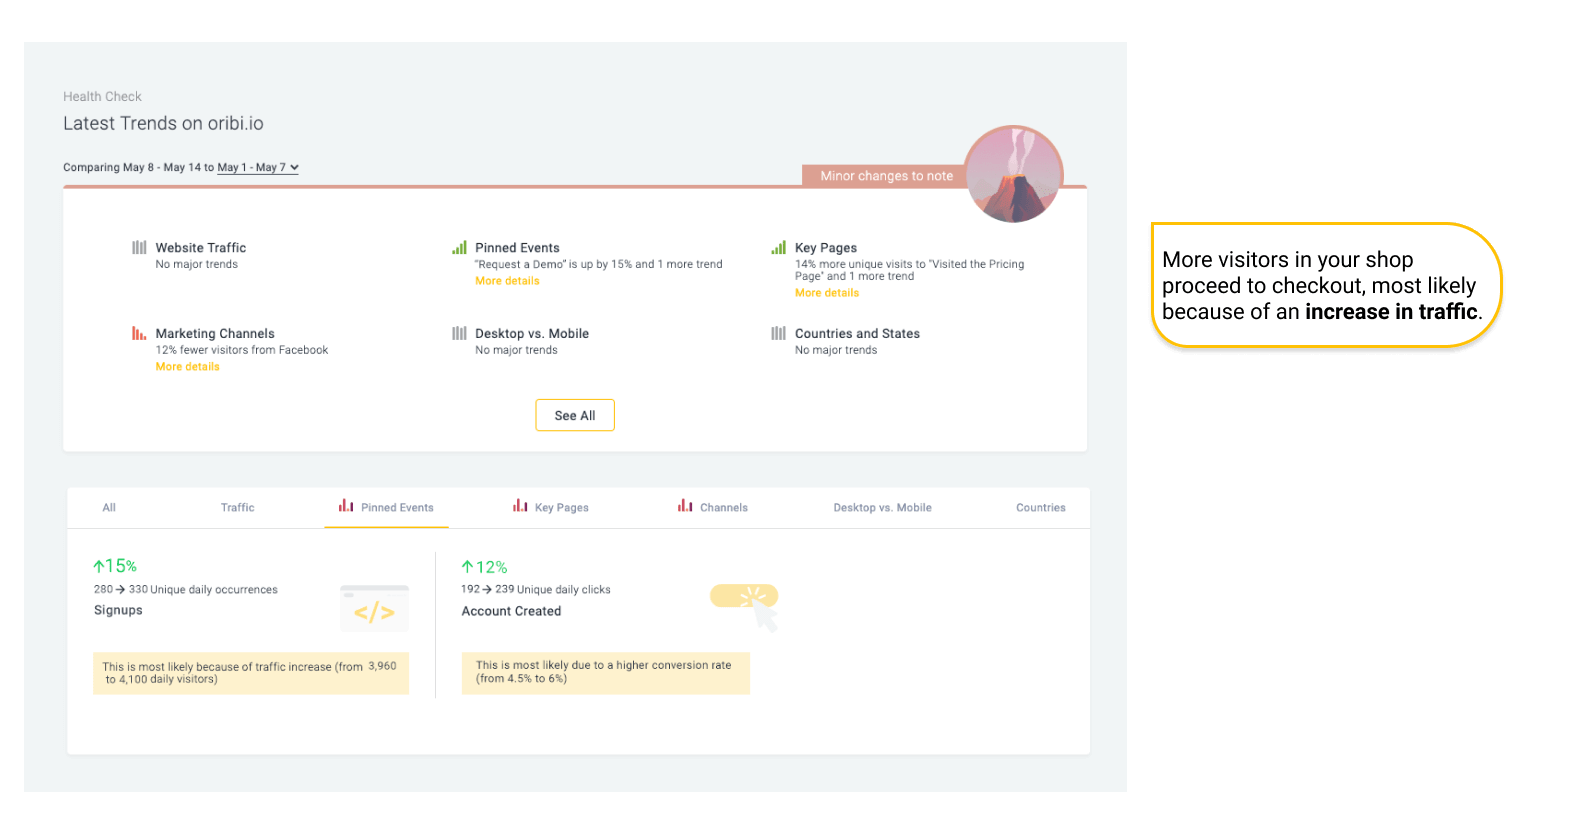 Health Check
Latest Trends on oribi.io
Comparing May 8 - May 14 to May 1 - May 7
Minor changes to note
Website Traffic
No major trends
Pinned Events
"Request a Demo" is up by 15% and 1 more trend
More details
Key Pages
14% more unique visits to "Visited the Pricing
Page" and 1 more trend
More details
Marketing Channels
12% fewer visitors from Facebook
More details
Desktop vs. Mobile
No major trends
Countries and States
No major trends
See All
All Traffic Pinned Events Key Pages Channels Desktop vs. Mobile Countries
↑15%
280 → 330 Unique daily occurrences
Signups
</>
This is most likely because of traffic increase (from 3,960
to 4,100 daily visitors)
↑12%
192 → 239 Unique daily clicks
Account Created
This is most likely due to a higher conversion rate
(from 4.5% to 6%)
More visitors in your shop
proceed to checkout, most likely
because of an increase in traffic.